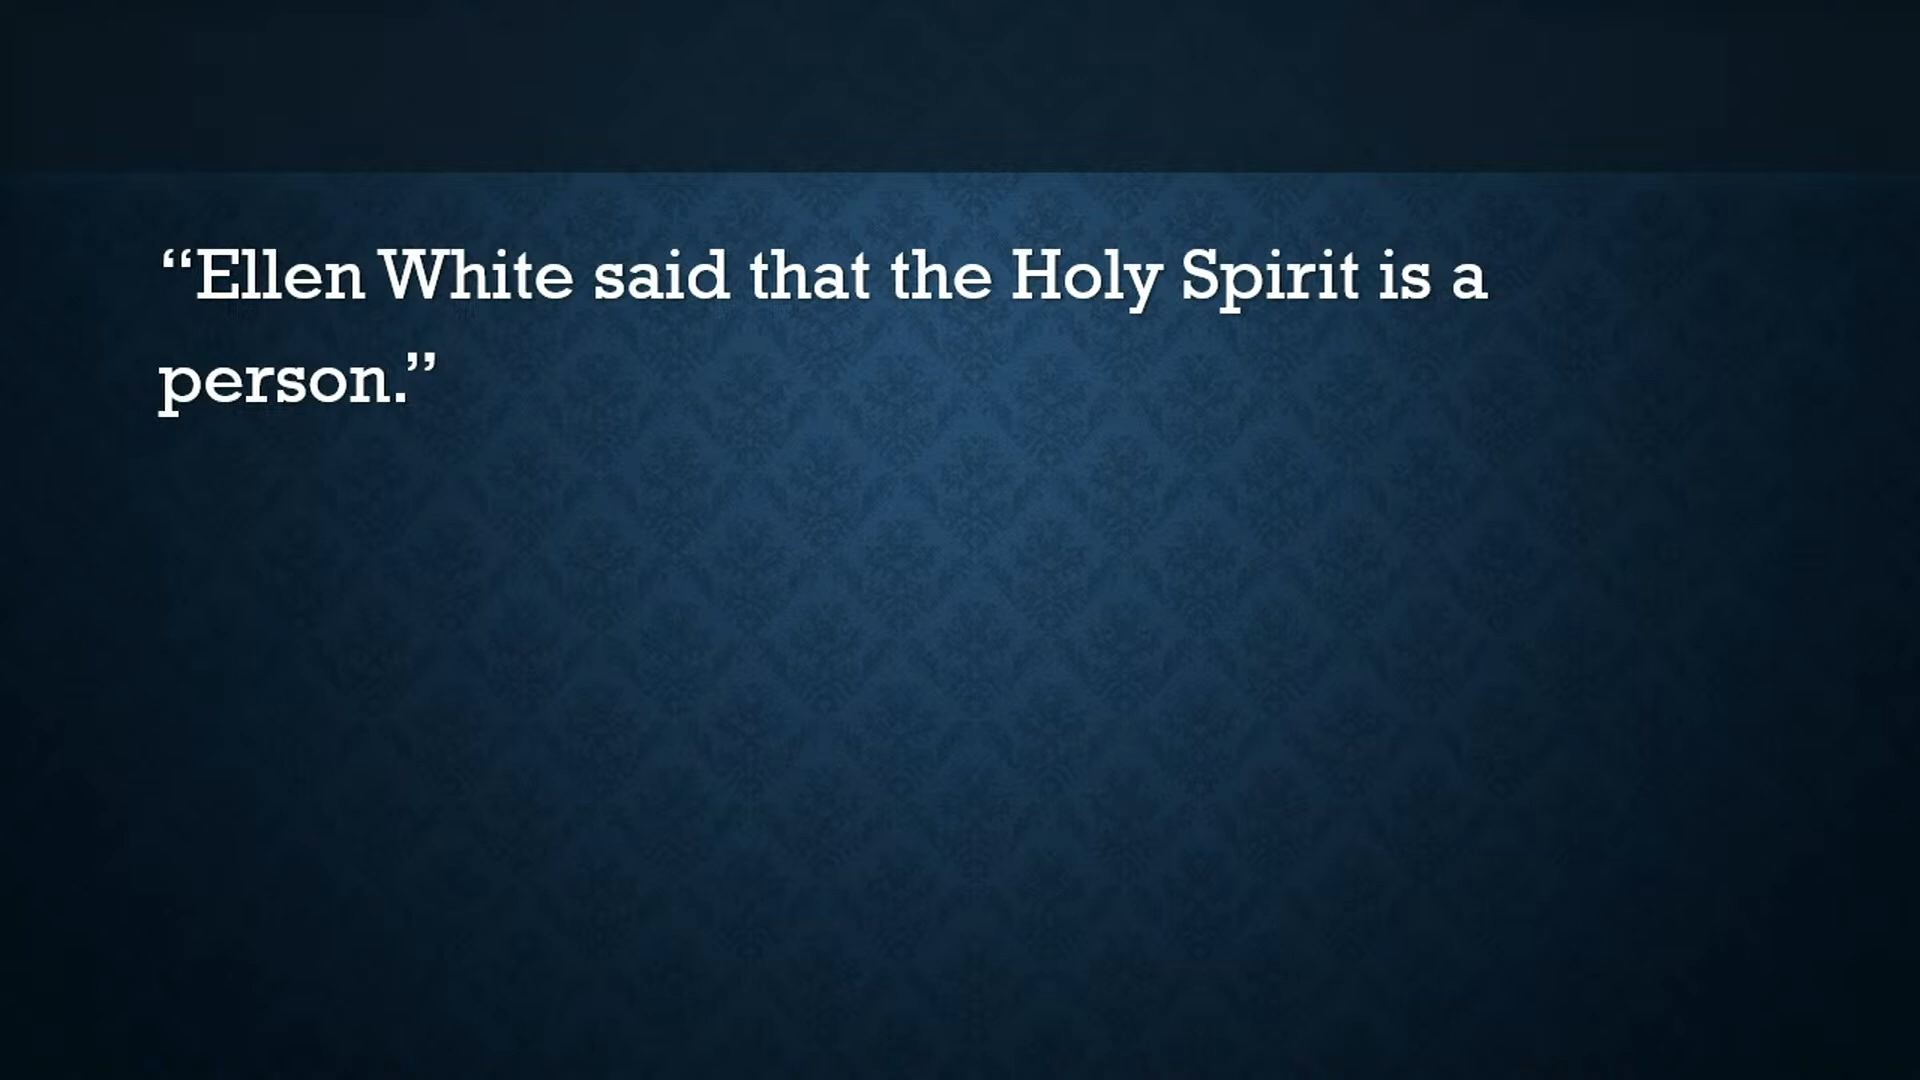 “Ellen White said that the Holy Spirit is a
person.”